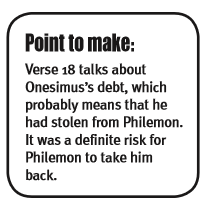 Point to make:
Verse 18 talks about
Onesimus's debt, which
probably means that he
had stolen from Philemon.
It was a definite risk for
Philemon to take him
back.